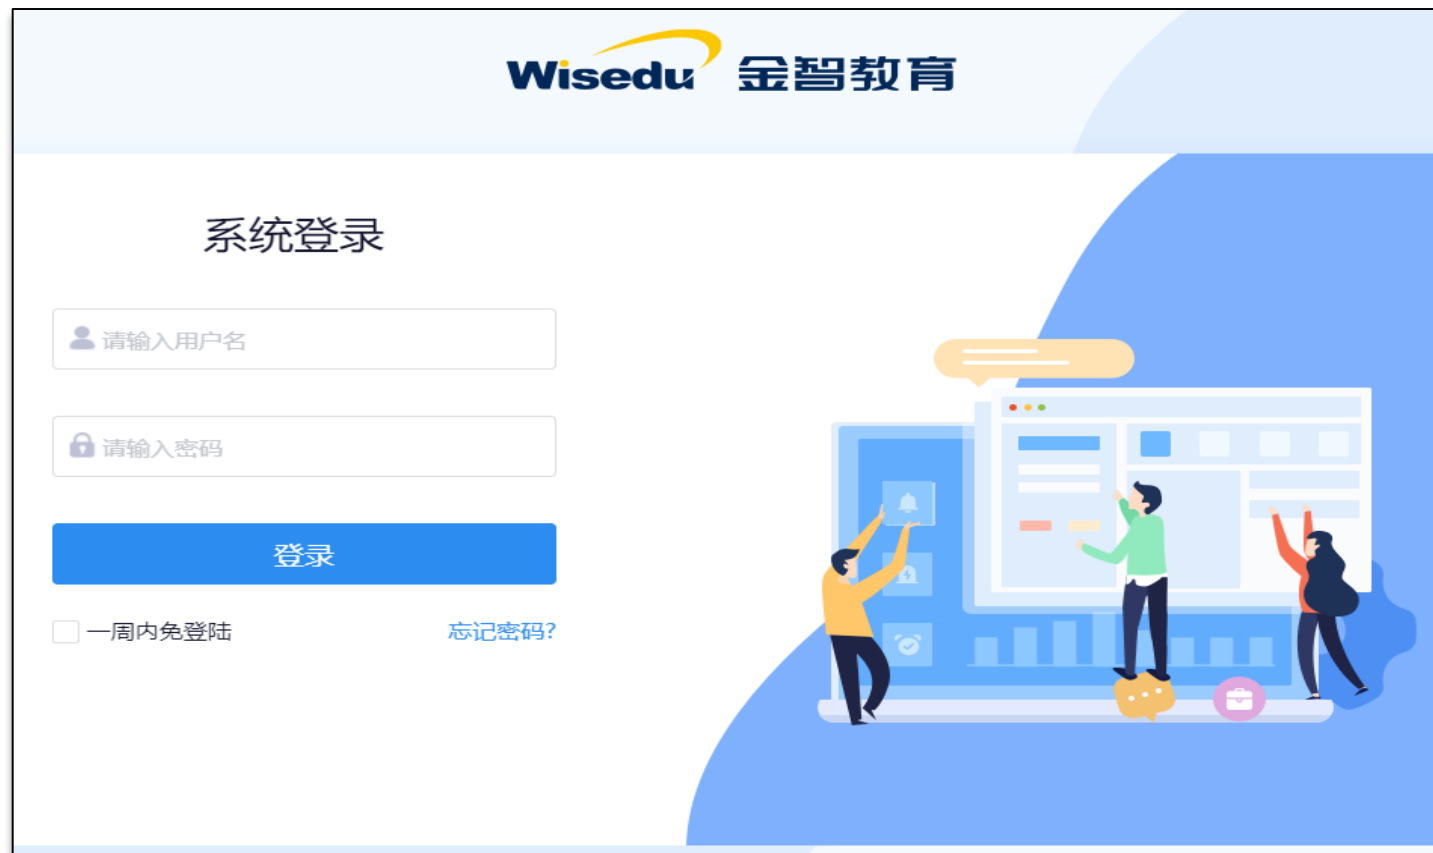 Wisedu 金智教育
系统登录
请输入用户名
请输入密码
登录
一周内免登陆 忘记密码?